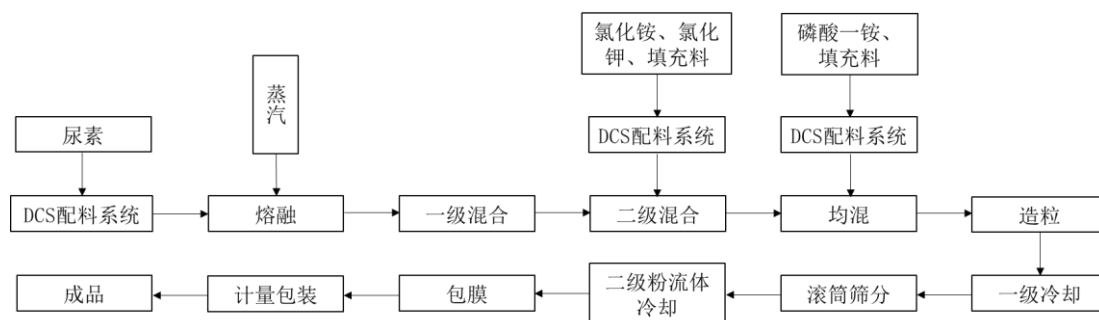 氯化铵、氯化
钾、填充料
磷酸一铵、
填充料
蒸汽
尿素
DCS配料系统
DCS配料系统
DCS配料系统
熔融
一级混合
二级混合
均混
造粒
成品
计量包装
包膜
二级粉流体
冷却
滚筒筛分
一级冷却